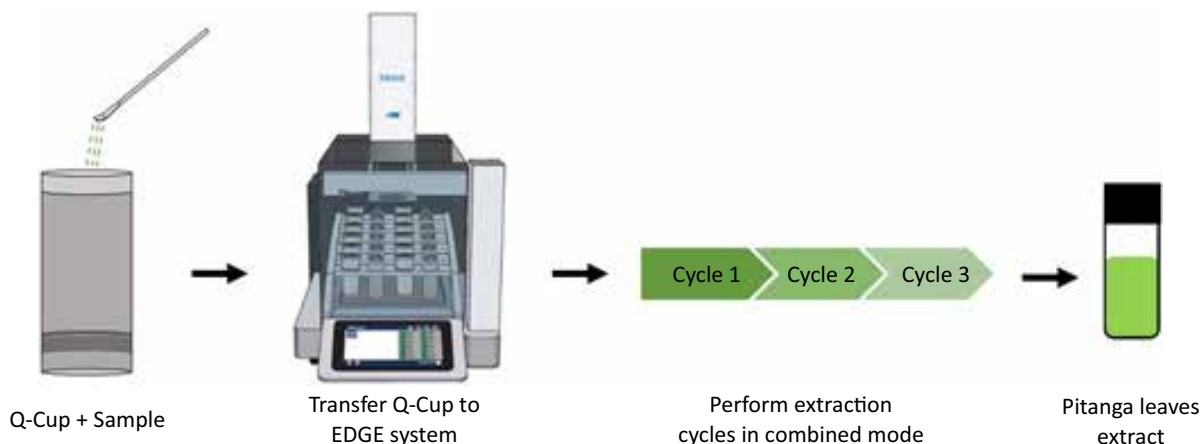 Cycle 1
Cycle 2
Cycle 3
Q-Cup + Sample
Transfer Q-Cup to
EDGE system
Perform extraction
cycles in combined mode
Pitanga leaves
extract